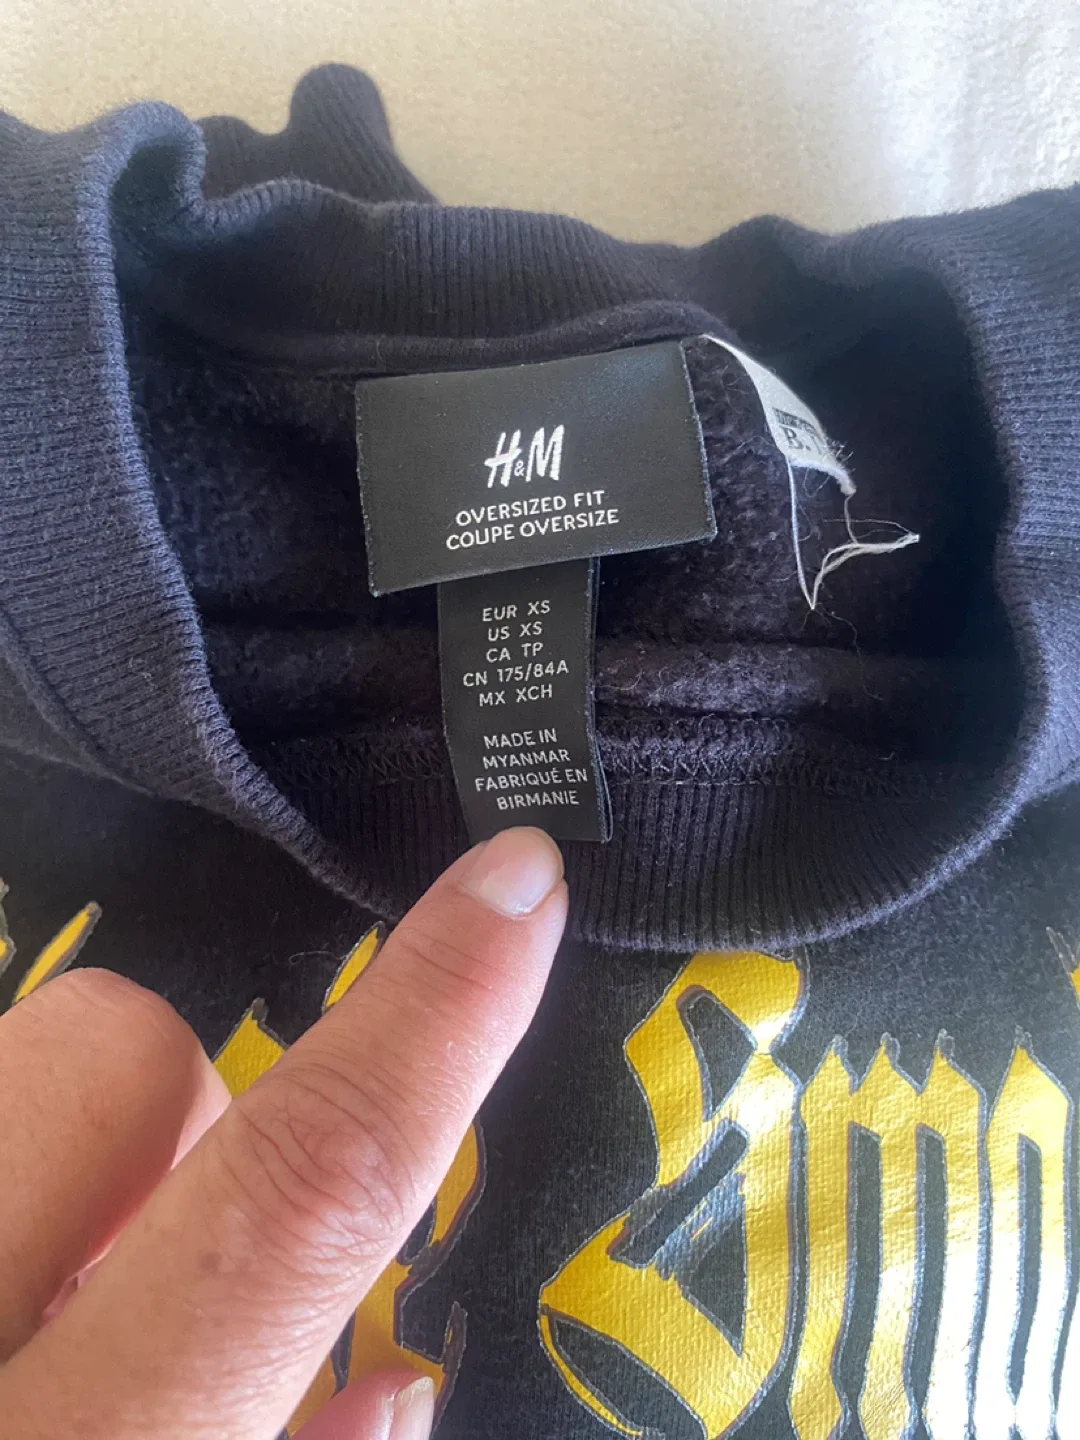 H&M
OVERSIZED FIT
COUPE OVERSIZE
EUR XS
US XS
CA TP
CN 175/84A
MX XCH
MADE IN
MYANMAR
FABRIQUÉ EN
BIRMANIE
B.
Sm